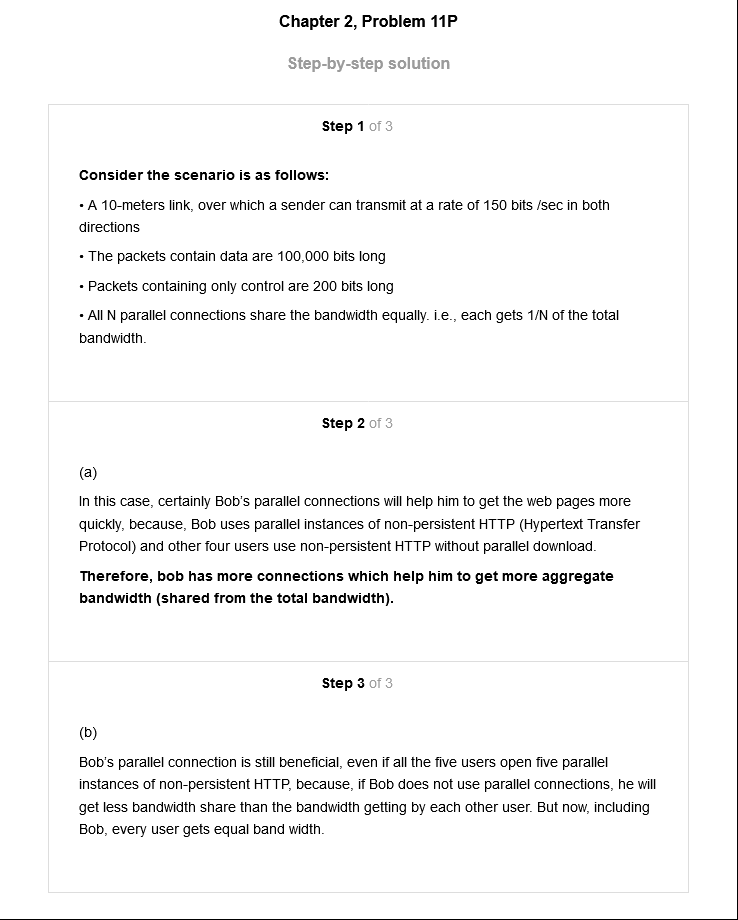 Chapter 2, Problem 11P
Step-by-step solution
Step 1 of 3
Consider the scenario is as follows:
• A 10-meters link, over which a sender can transmit at a rate of 150 bits /sec in both
directions
• The packets contain data are 100,000 bits long
• Packets containing only control are 200 bits long
• All N parallel connections share the bandwidth equally. i.e., each gets 1/N of the total
bandwidth.
Step 2 of 3
(a)
In this case, certainly Bob's parallel connections will help him to get the web pages more
quickly, because, Bob uses parallel instances of non-persistent HTTP (Hypertext Transfer
Protocol) and other four users use non-persistent HTTP without parallel download.
Therefore, bob has more connections which help him to get more aggregate
bandwidth (shared from the total bandwidth).
Step 3 of 3
(b)
Bob's parallel connection is still beneficial, even if all the five users open five parallel
instances of non-persistent HTTP, because, if Bob does not use parallel connections, he will
get less bandwidth share than the bandwidth getting by each other user. But now, including
Bob, every user gets equal band width.